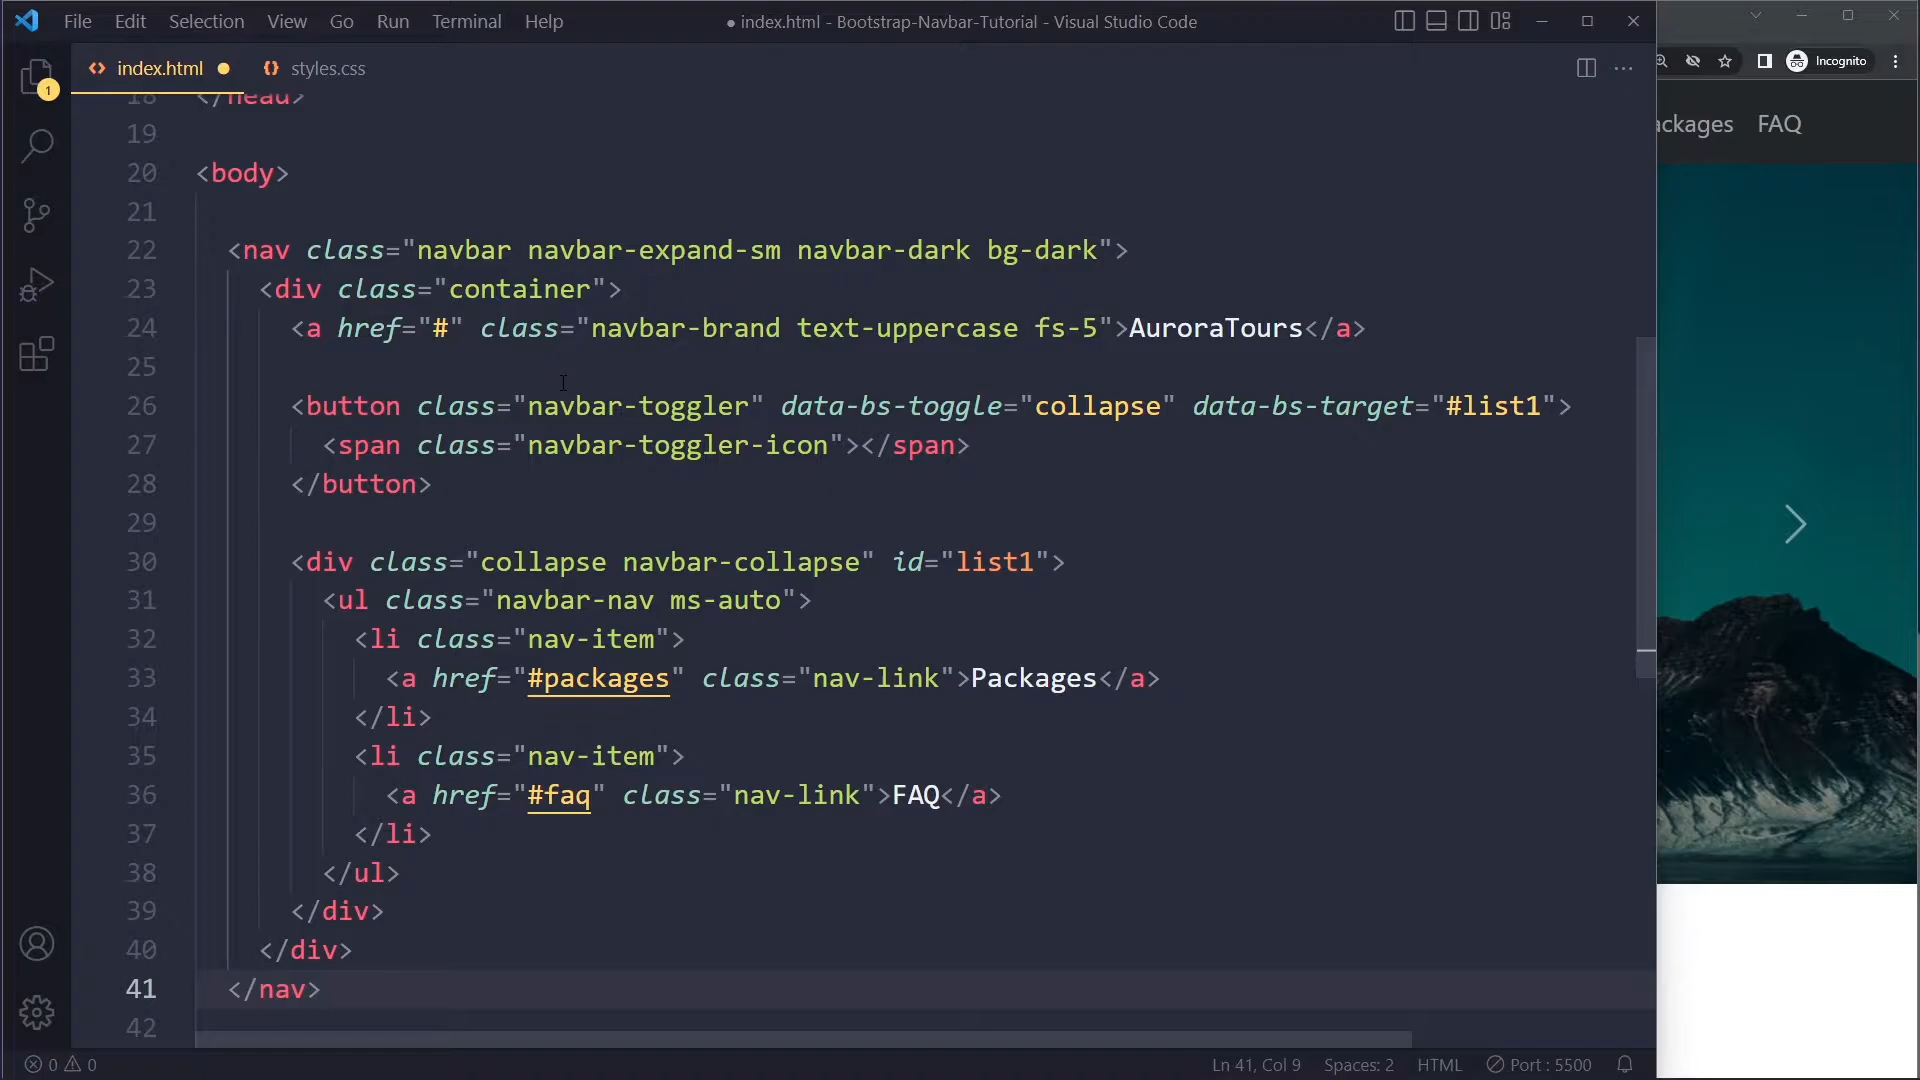 File Edit Selection View Go Run Terminal Help
● index.html - Bootstrap-Navbar-Tutorial - Visual Studio Code
index.html ● styles.css
Incognito
ackages FAQ
1
18 </head>
19
20 <body>
21
22 <nav class="navbar navbar-expand-sm navbar-dark bg-dark">
23 <div class="container">
24 <a href="#" class="navbar-brand text-uppercase fs-5">AuroraTours</a>
25
26 <button class="navbar-toggler" data-bs-toggle="collapse" data-bs-target="#list1">
27 <span class="navbar-toggler-icon"></span>
28 </button>
29
30 <div class="collapse navbar-collapse" id="list1">
31 <ul class="navbar-nav ms-auto">
32 <li class="nav-item">
33 <a href="#packages" class="nav-link">Packages</a>
34 </li>
35 <li class="nav-item">
36 <a href="#faq" class="nav-link">FAQ</a>
37 </li>
38 </ul>
39 </div>
40 </div>
41 </nav>
42
0 0 Ln 41, Col 9 Spaces: 2 HTML Port : 5500